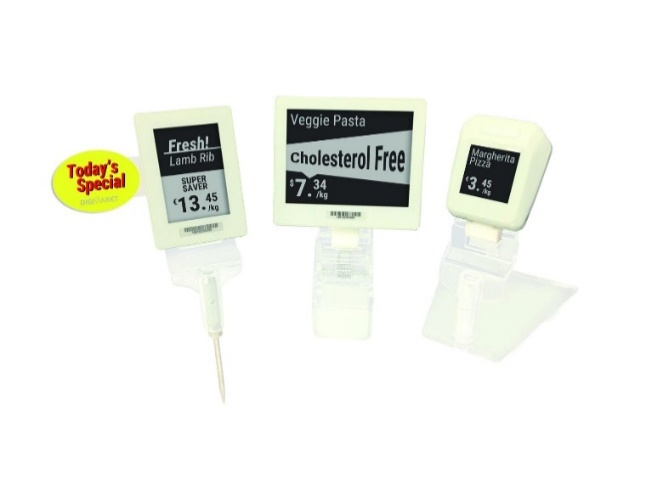 Today's
Special
Fresh!
Lamb Rib
SUPER
SAVER
€13.45
/kg
Veggie Pasta
Cholesterol Free
$7.34
/kg
Margherita
Pizza
€3.45
/kg